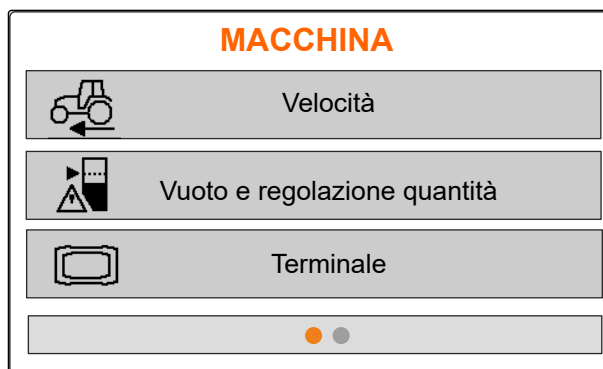 MACCHINA
Velocità
Vuoto e regolazione quantità
Terminale